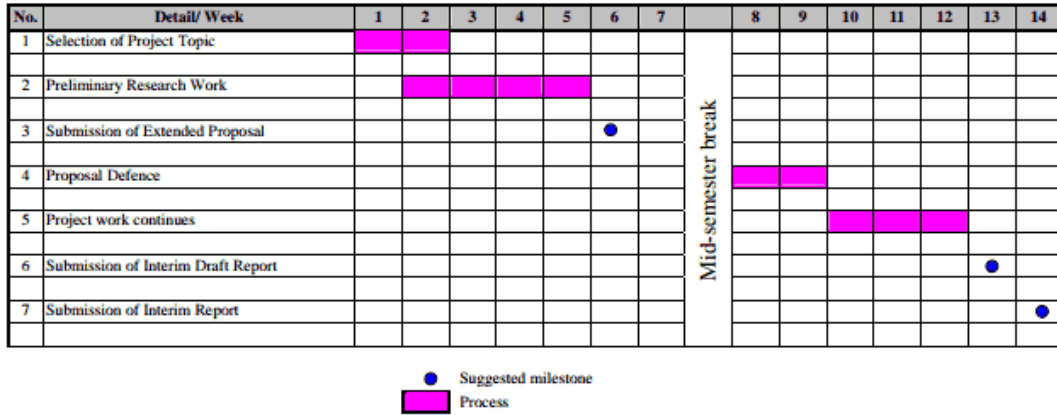 No. Detail/ Week 1 2 3 4 5 6 7 8 9 10 11 12 13 14
1 Selection of Project Topic
2 Preliminary Research Work
3 Submission of Extended Proposal
4 Proposal Defence
5 Project work continues
6 Submission of Interim Draft Report
7 Submission of Interim Report
Mid-semester break
Suggested milestone
Process